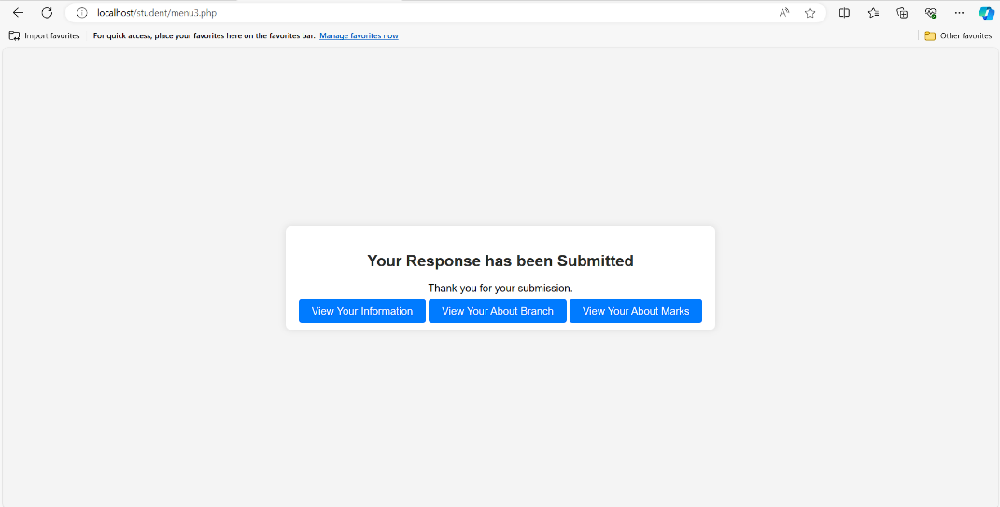 localhost/student/menu3.php
Import favorites For quick access, place your favorites here on the favorites bar. Manage favorites now Other favorites
Your Response has been Submitted
Thank you for your submission.
View Your Information View Your About Branch View Your About Marks